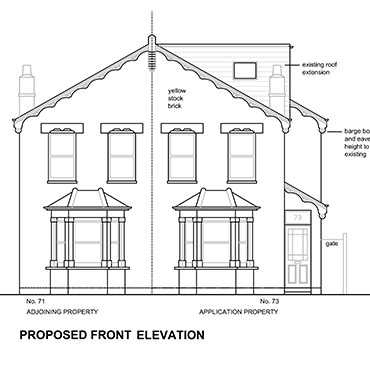 existing roof
extension
yellow
stock
brick
barge bo
and eave
height to
existing
73
gate
No. 71
No. 73
ADJOINING PROPERTY
APPLICATION PROPERTY
PROPOSED FRONT ELEVATION